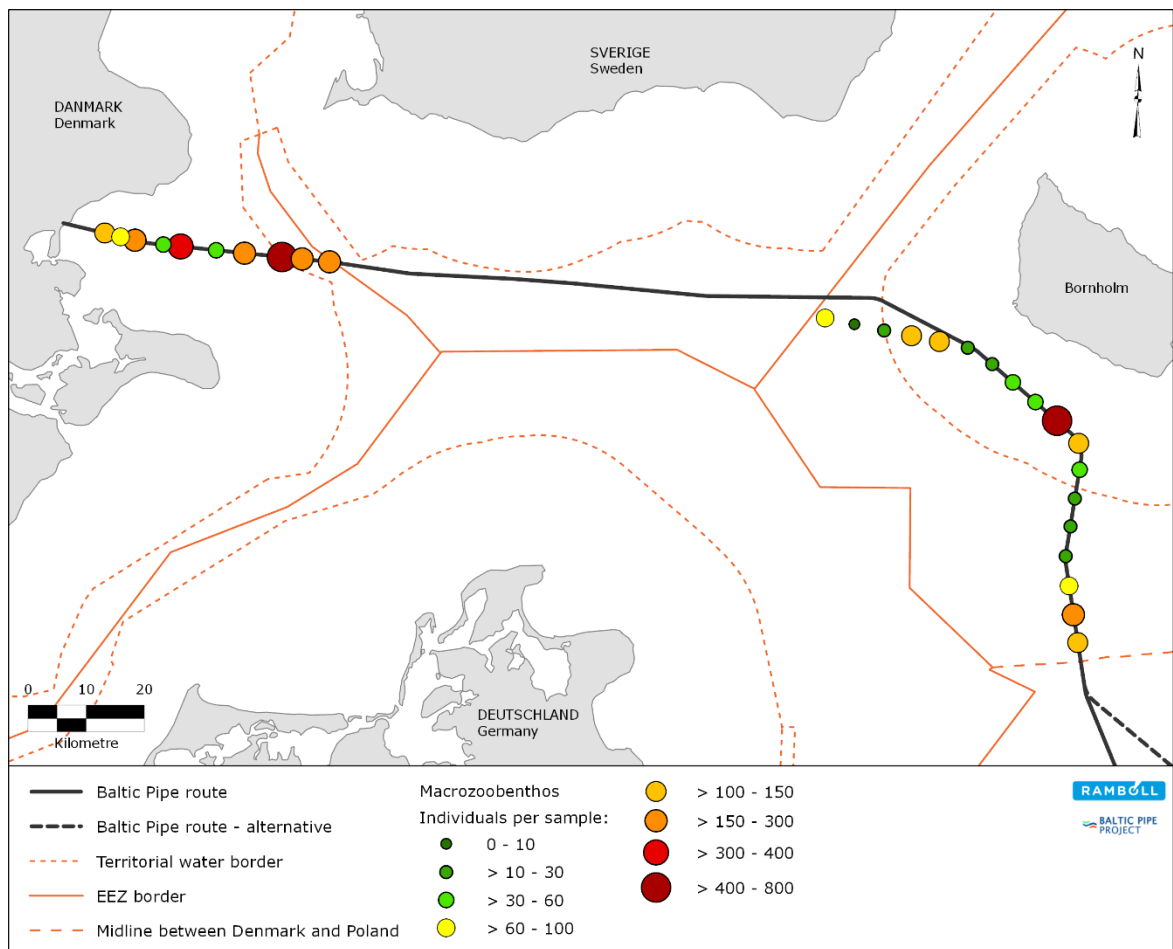 SVERIGE
Sweden
N
DANMARK
Denmark
Bornholm
0 10 20
Kilometre
DEUTSCHLAND
Germany
Baltic Pipe route
Baltic Pipe route - alternative
Territorial water border
EEZ border
Midline between Denmark and Poland
Macrozoobenthos
Individuals per sample:
0 - 10
> 10 - 30
> 30 - 60
> 60 - 100
> 100 - 150
> 150 - 300
> 300 - 400
> 400 - 800
RAMBOLL
BALTIC PIPE
PROJECT